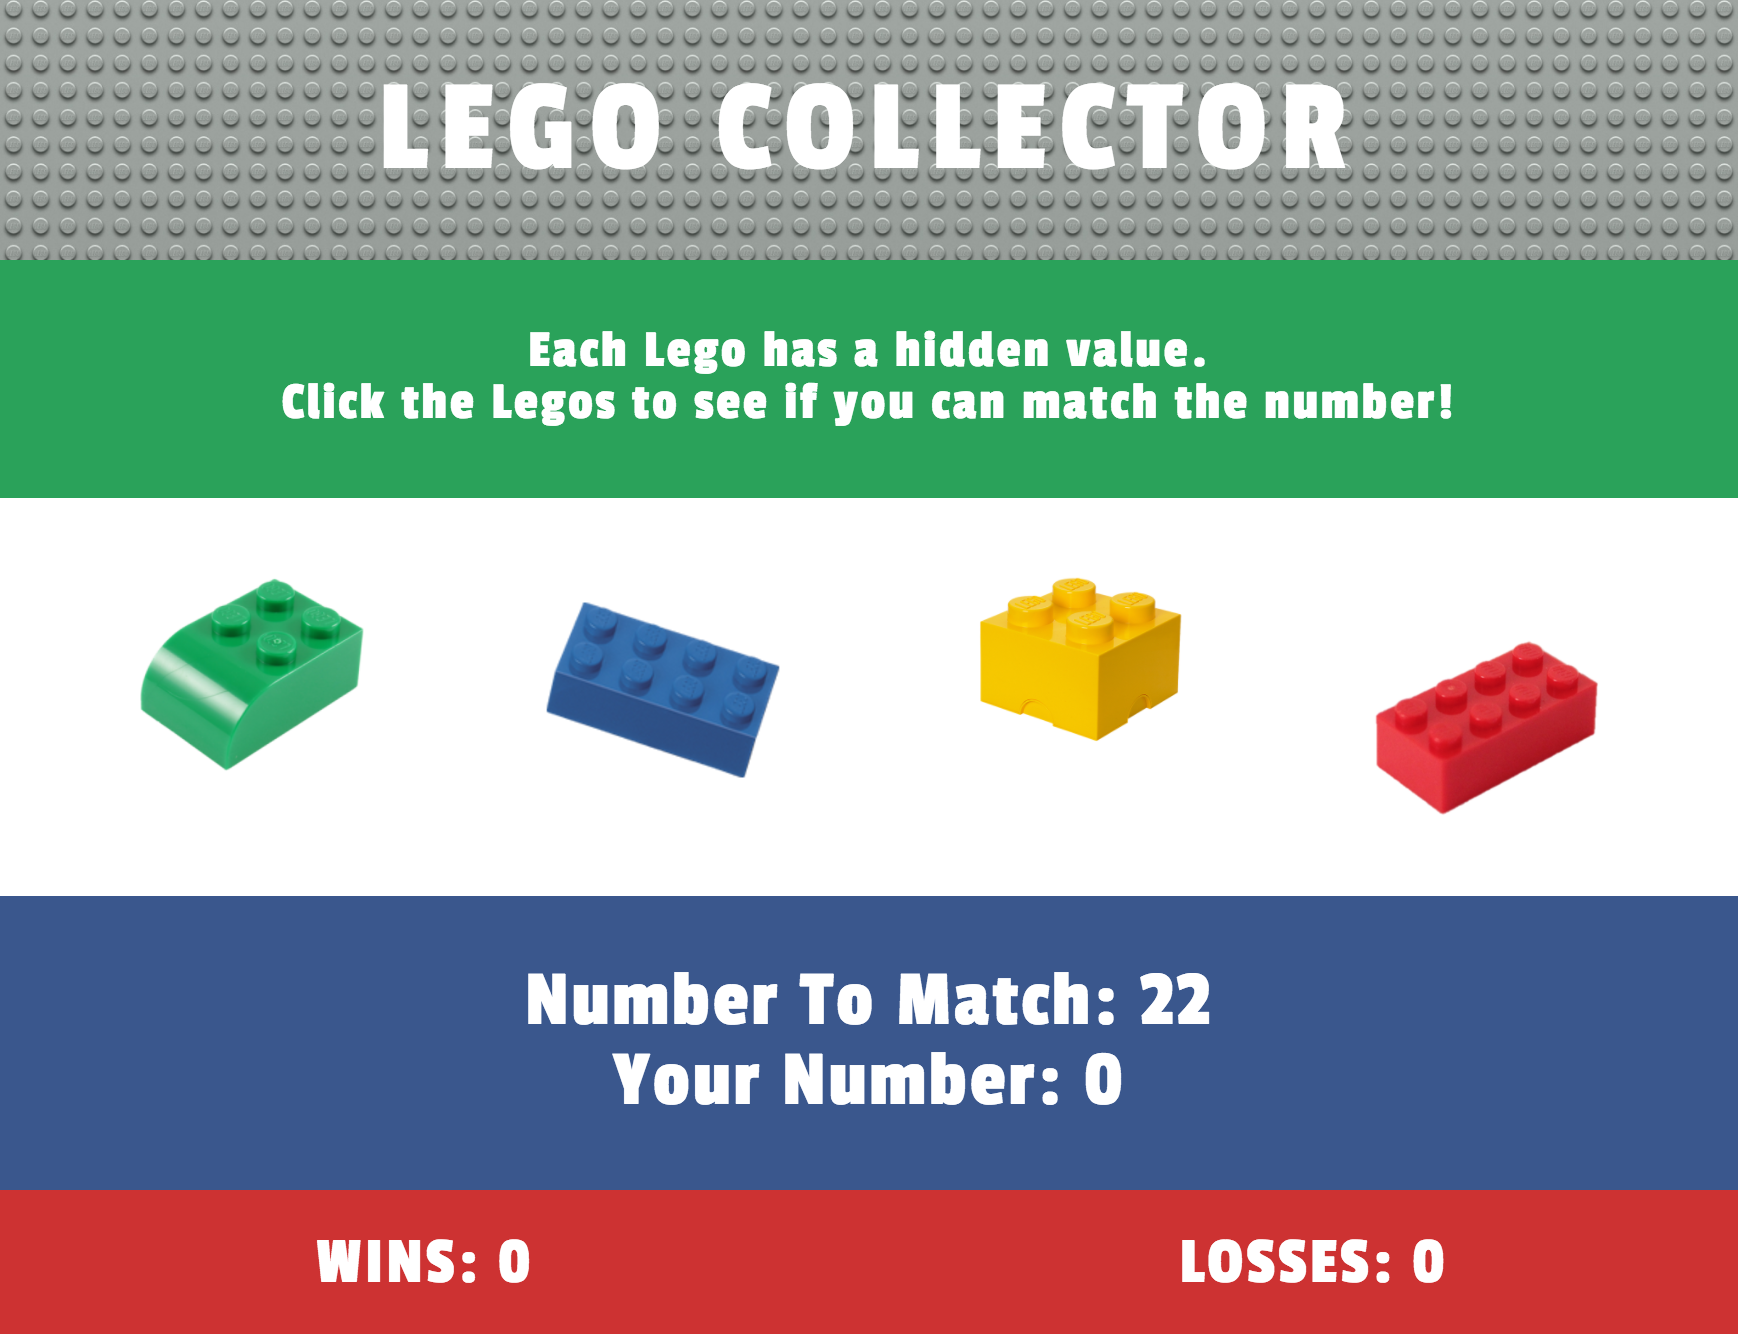 LEGO COLLECTOR
Each Lego has a hidden value.
Click the Legos to see if you can match the number!
Number To Match: 22
Your Number: 0
WINS: 0
LOSSES: 0